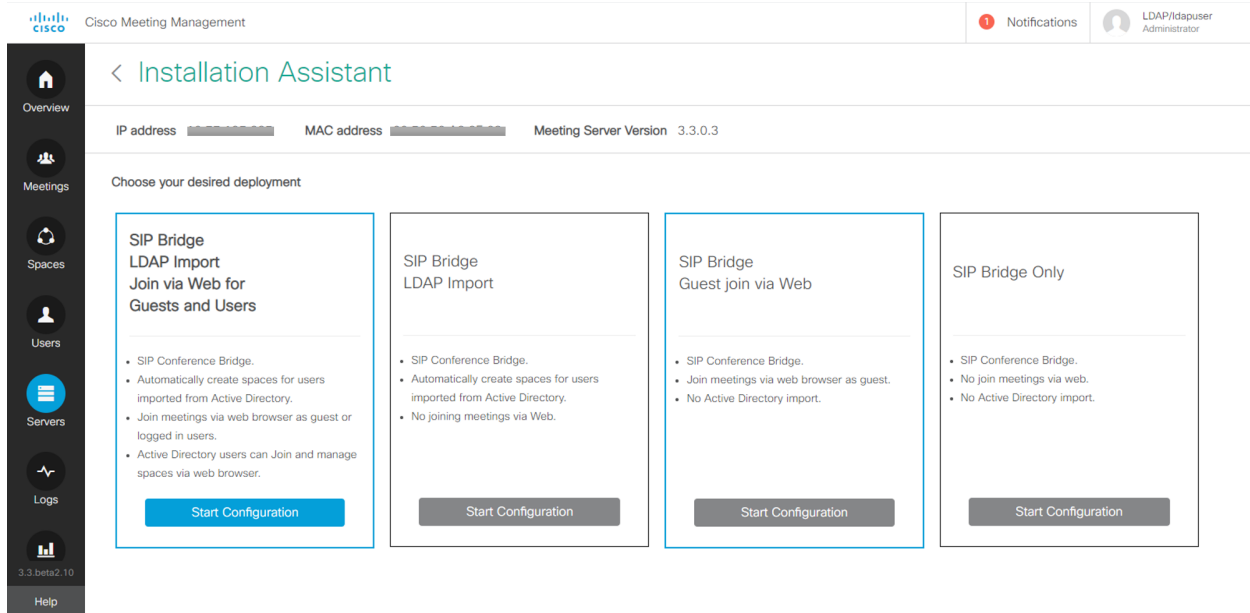 CISCO
Cisco Meeting Management
1
Notifications
LDAP/ldapuser
Administrator
Overview
Meetings
Spaces
Users
Servers
Logs
3.3.beta2.10
Help
< Installation Assistant
IP address
MAC address
Meeting Server Version 3.3.0.3
Choose your desired deployment
SIP Bridge
LDAP Import
Join via Web for
Guests and Users
• SIP Conference Bridge.
• Automatically create spaces for users
imported from Active Directory.
• Join meetings via web browser as guest or
logged in users.
• Active Directory users can Join and manage
spaces via web browser.
Start Configuration
SIP Bridge
LDAP Import
• SIP Conference Bridge.
• Automatically create spaces for users
imported from Active Directory.
• No joining meetings via Web.
Start Configuration
SIP Bridge
Guest join via Web
• SIP Conference Bridge.
• Join meetings via web browser as guest.
• No Active Directory import.
Start Configuration
SIP Bridge Only
• SIP Conference Bridge.
• No join meetings via web.
• No Active Directory import.
Start Configuration